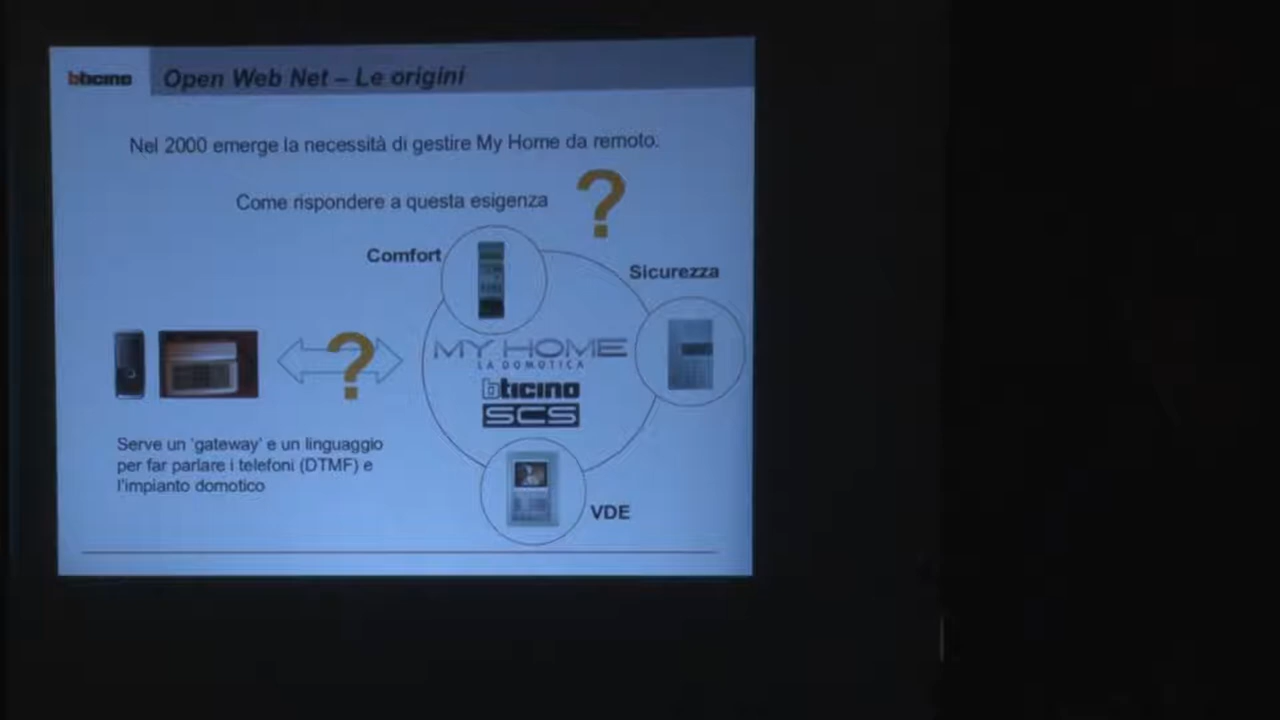 bticino
Open Web Net – Le origini
Nel 2000 emerge la necessità di gestire My Home da remoto.
Come rispondere a questa esigenza
?
Comfort
Sicurezza
?
MY HOME
LA DOMOTICA
bticino
SCS
Serve un 'gateway' e un linguaggio
per far parlare i telefoni (DTMF) e
l'impianto domotico
VDE